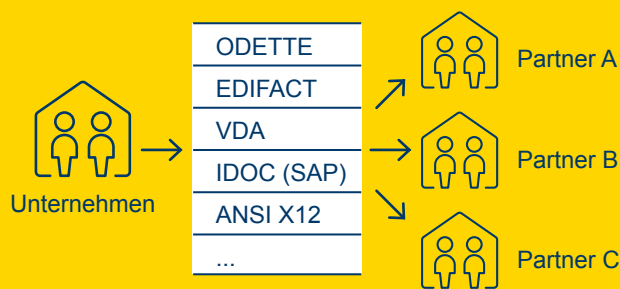 Unternehmen
ODETTE
EDIFACT
VDA
IDOC (SAP)
ANSI X12
...
Partner A
Partner B
Partner C